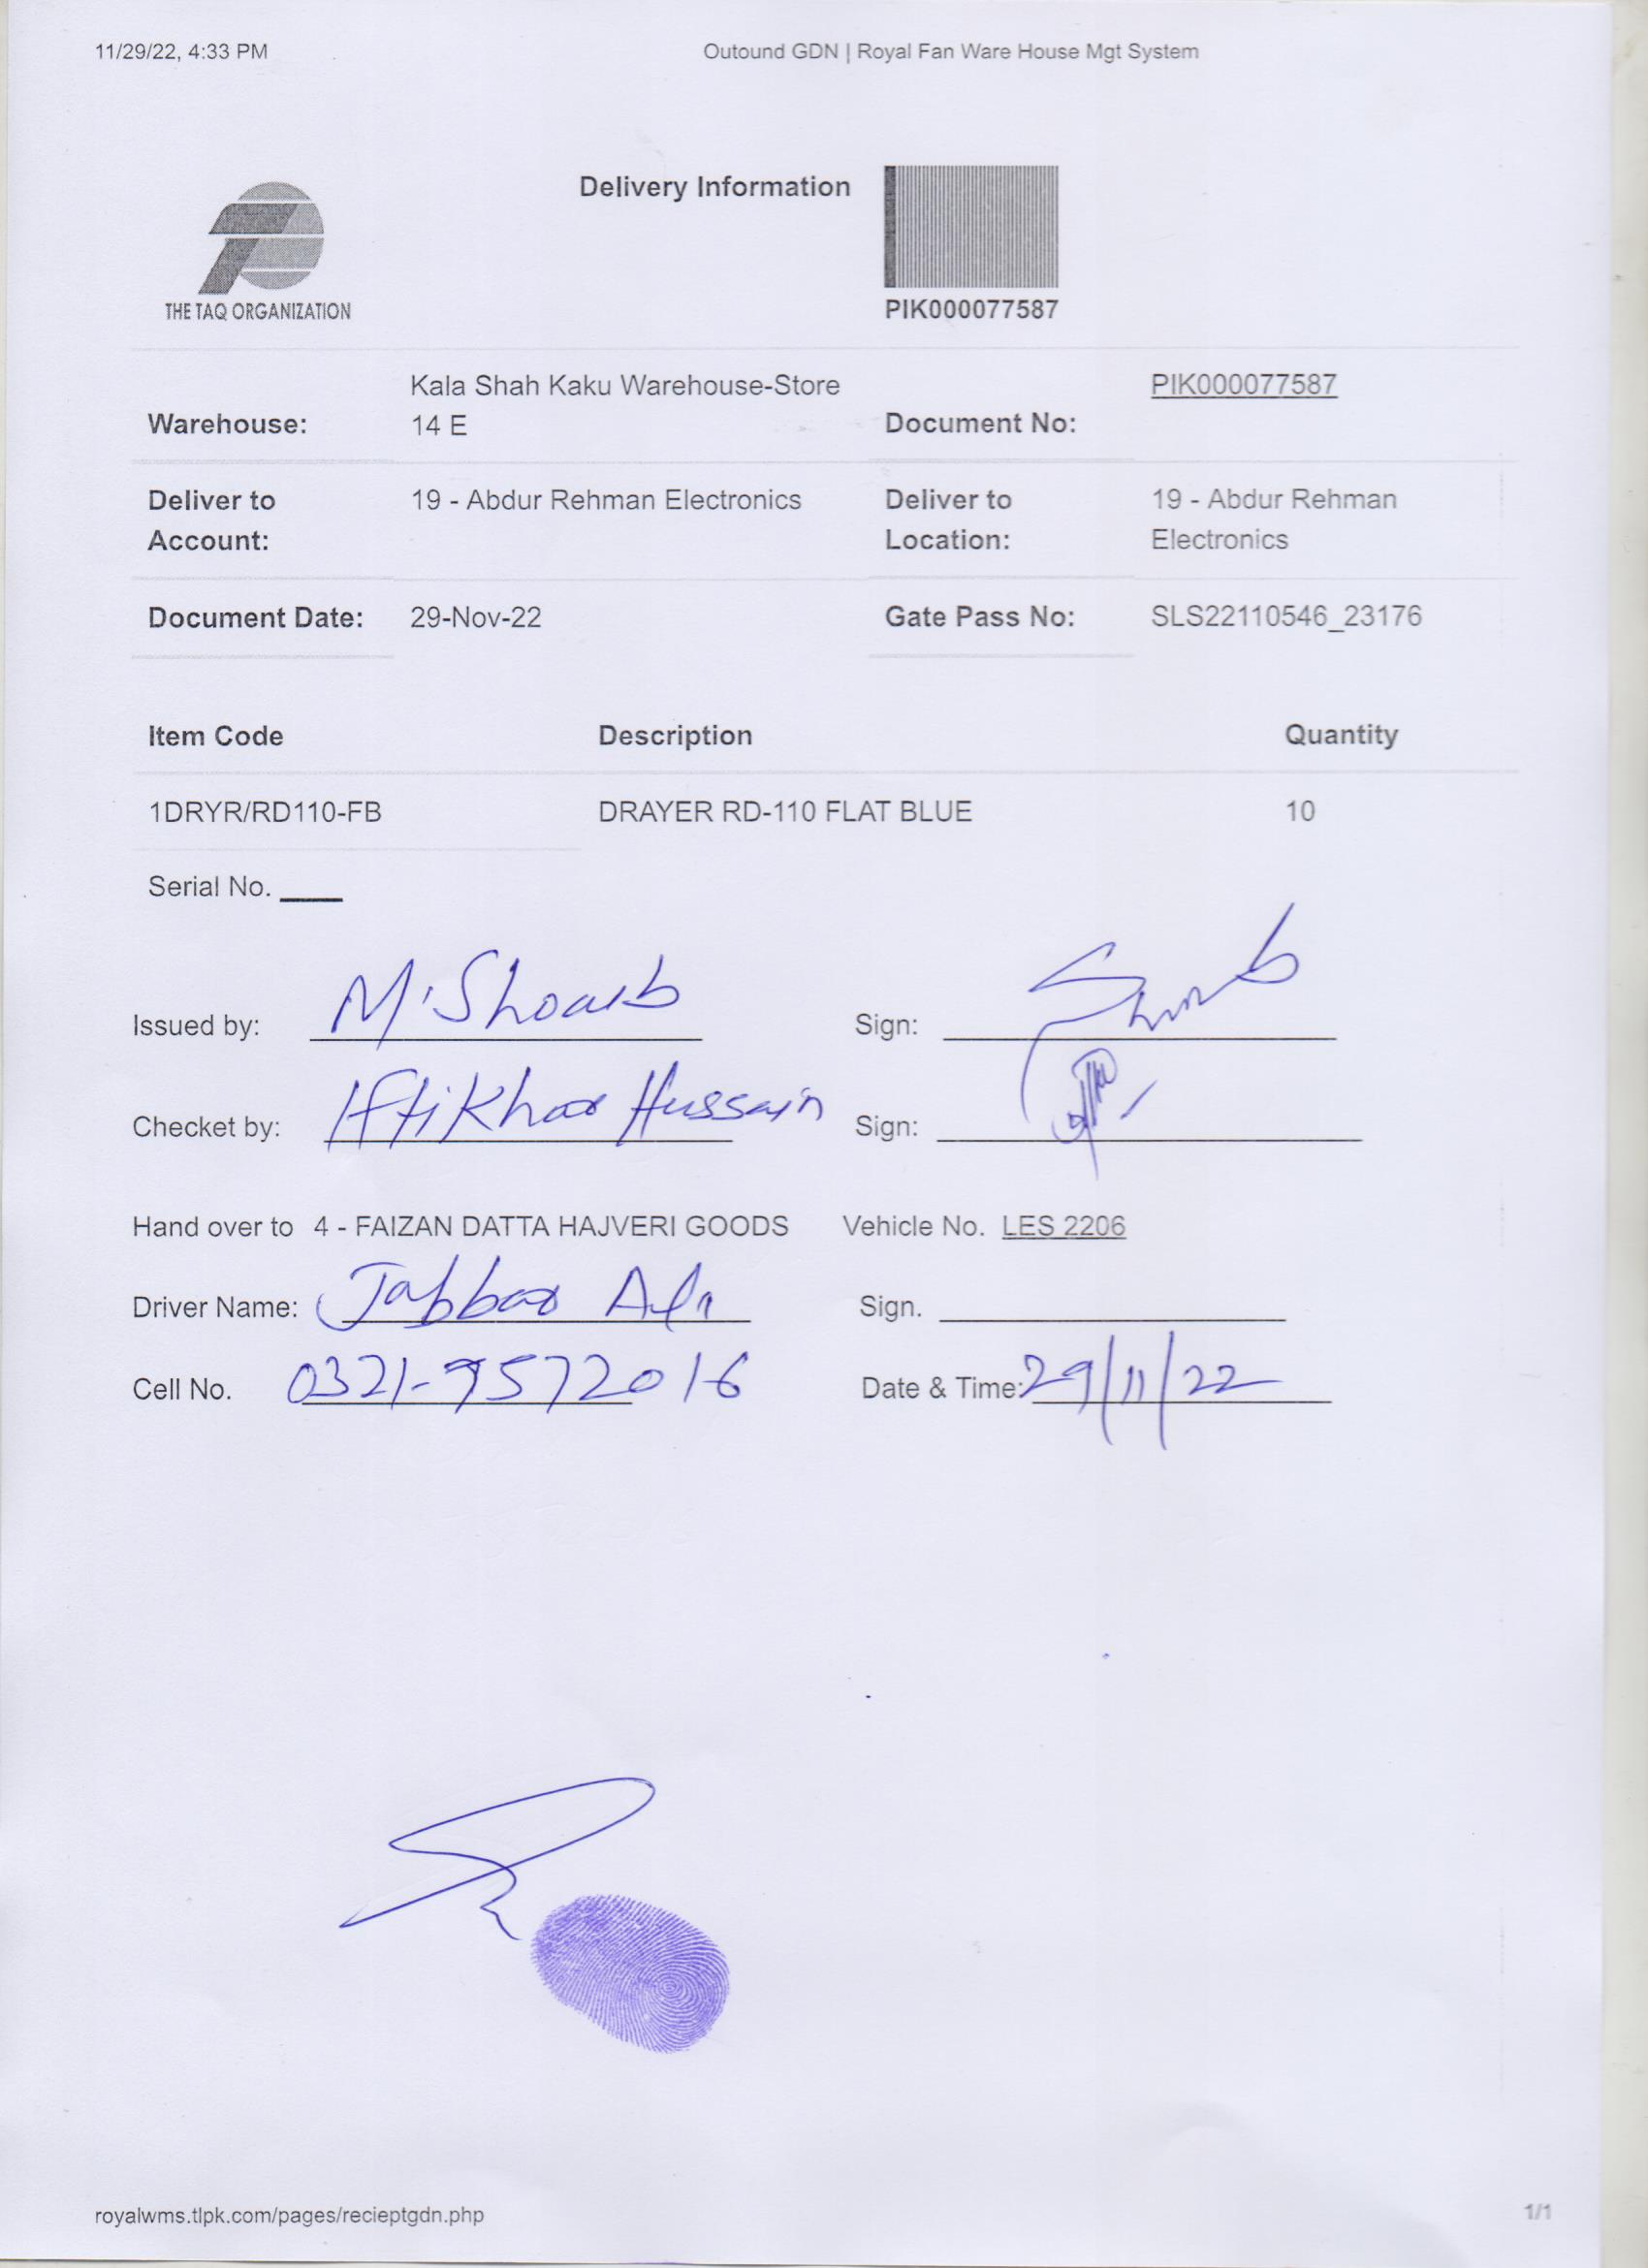 11/29/22, 4:33 PM Outound GDN | Royal Fan Ware House Mgt System
Delivery Information
THE TAQ ORGANIZATION
PIK000077587
Warehouse: Kala Shah Kaku Warehouse-Store 14 E Document No: PIK000077587
Deliver to Account: 19 - Abdur Rehman Electronics Deliver to Location: 19 - Abdur Rehman Electronics
Document Date: 29-Nov-22 Gate Pass No: SLS22110546_23176
Item Code Description Quantity
1DRYR/RD110-FB DRAYER RD-110 FLAT BLUE 10
Serial No.
Issued by: M. Shoaib Sign:
Checket by: Iftikhar Hussain Sign:
Hand over to 4 - FAIZAN DATTA HAJVERI GOODS Vehicle No. LES 2206
Driver Name: Jabbar Sign.
Cell No. 0321-9572016 Date & Time: 29/11/22
royalwms.tlpk.com/pages/recieptgdn.php 1/1